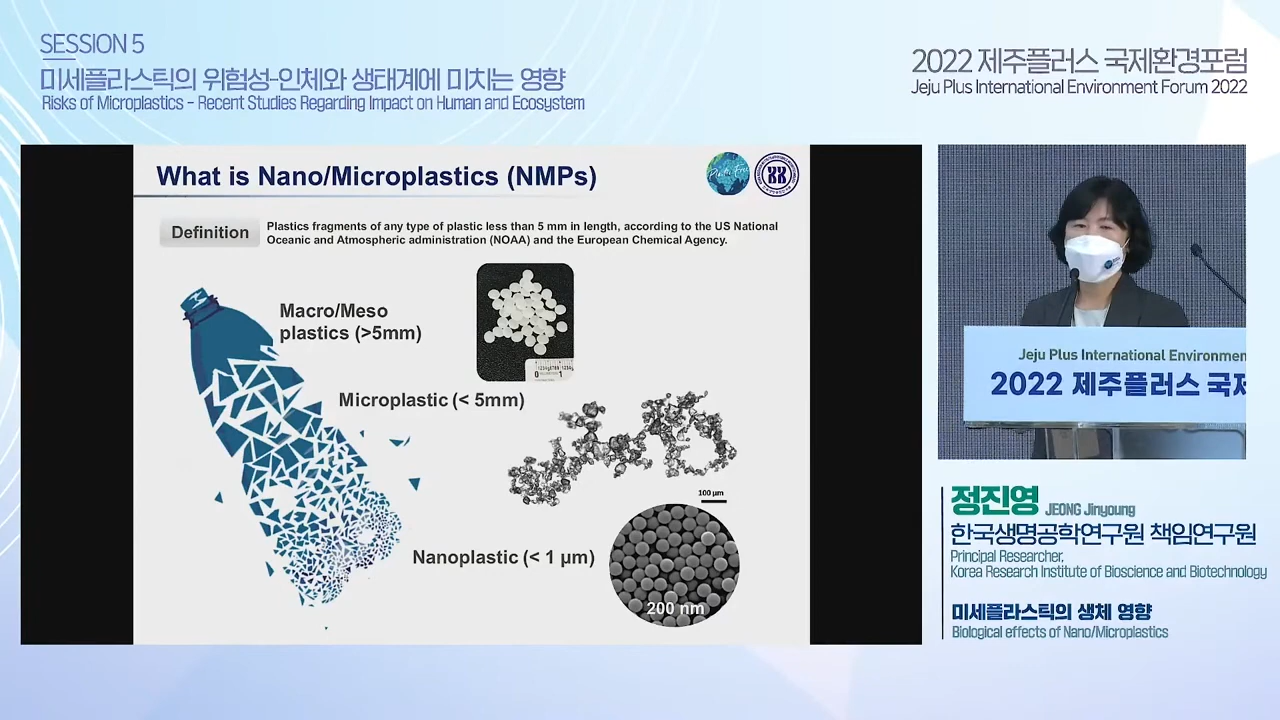 SESSION 5
미세플라스틱의 위험성-인체와 생태계에 미치는 영향
Risks of Microplastics - Recent Studies Regarding Impact on Human and Ecosystem
2022 제주플러스 국제환경포럼
Jeju Plus International Environment Forum 2022
What is Nano/Microplastics (NMPs)
Definition
Plastics fragments of any type of plastic less than 5 mm in length, according to the US National
Oceanic and Atmospheric administration (NOAA) and the European Chemical Agency.
Macro/Meso
plastics (>5mm)
Microplastic (< 5mm)
0 1
100 µm
Nanoplastic (< 1 µm)
200 nm
Jeju Plus International Environmen
2022 제주플러스 국제
정진영 JEONG Jinyoung
한국생명공학연구원 책임연구원
Principal Researcher,
Korea Research Institute of Bioscience and Biotechnology
미세플라스틱의 생체 영향
Biological effects of Nano/Microplastics